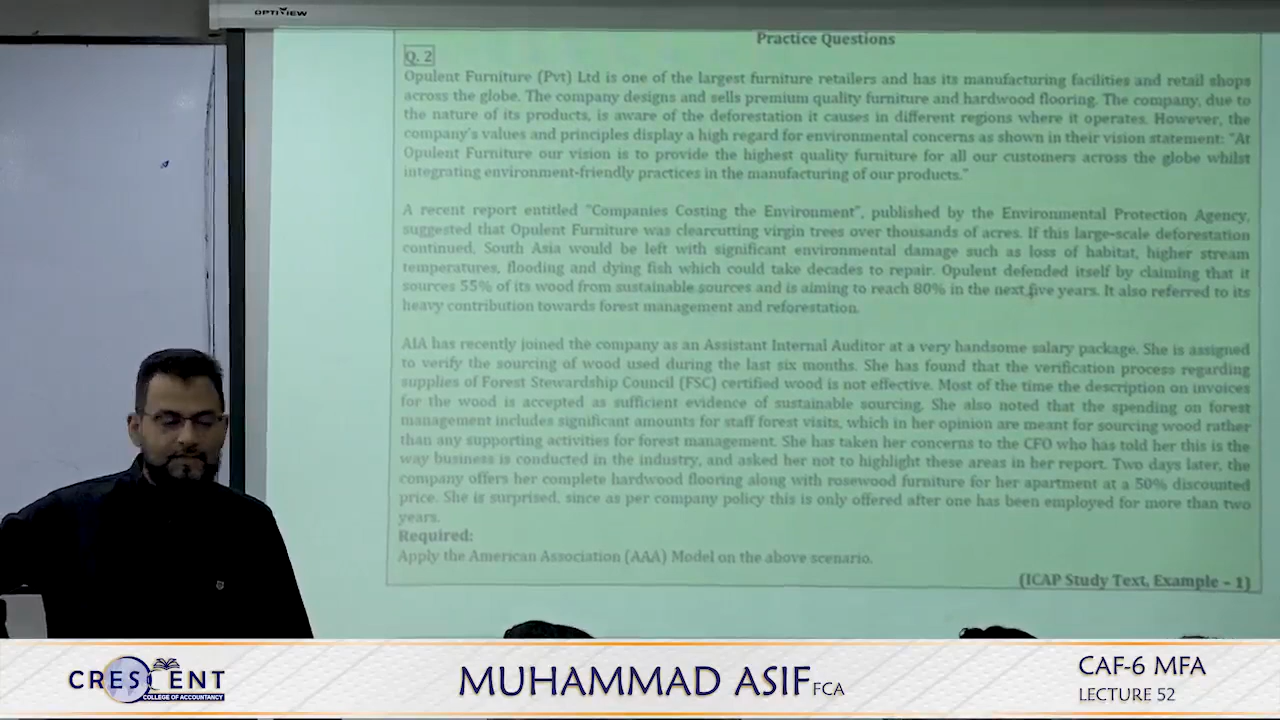 OPTIVIEW
Practice Questions
Q. 2
Opulent Furniture (Pvt) Ltd is one of the largest furniture retailers and has its manufacturing facilities and retail shops
across the globe. The company designs and sells premium quality furniture and hardwood flooring. The company, due to
the nature of its products, is aware of the deforestation it causes in different regions where it operates. However, the
company's values and principles display a high regard for environmental concerns as shown in their vision statement: "At
Opulent Furniture our vision is to provide the highest quality furniture for all our customers across the globe whilst
integrating environment-friendly practices in the manufacturing of our products."
A recent report entitled "Companies Costing the Environment", published by the Environmental Protection Agency,
suggested that Opulent Furniture was clearcutting virgin trees over thousands of acres. If this large-scale deforestation
continued, South Asia would be left with significant environmental damage such as loss of habitat, higher stream
temperatures, flooding and dying fish which could take decades to repair. Opulent defended itself by claiming that it
sources 55% of its wood from sustainable sources and is aiming to reach 80% in the next five years. It also referred to its
heavy contribution towards forest management and reforestation.
AIA has recently joined the company as an Assistant Internal Auditor at a very handsome salary package. She is assigned
to verify the sourcing of wood used during the last six months. She has found that the verification process regarding
supplies of Forest Stewardship Council (FSC) certified wood is not effective. Most of the time the description on invoices
for the wood is accepted as sufficient evidence of sustainable sourcing. She also noted that the spending on forest
management includes significant amounts for staff forest visits, which in her opinion are meant for sourcing wood rather
than any supporting activities for forest management. She has taken her concerns to the CFO who has told her this is the
way business is conducted in the industry, and asked her not to highlight these areas in her report. Two days later, the
company offers her complete hardwood flooring along with rosewood furniture for her apartment at a 50% discounted
price. She is surprised, since as per company policy this is only offered after one has been employed for more than two
years.
Required:
Apply the American Association (AAA) Model on the above scenario.
(ICAP Study Text, Example – 1)
CRESCENT
COLLEGE OF ACCOUNTANCY
MUHAMMAD ASIF FCA
CAF-6 MFA
LECTURE 52